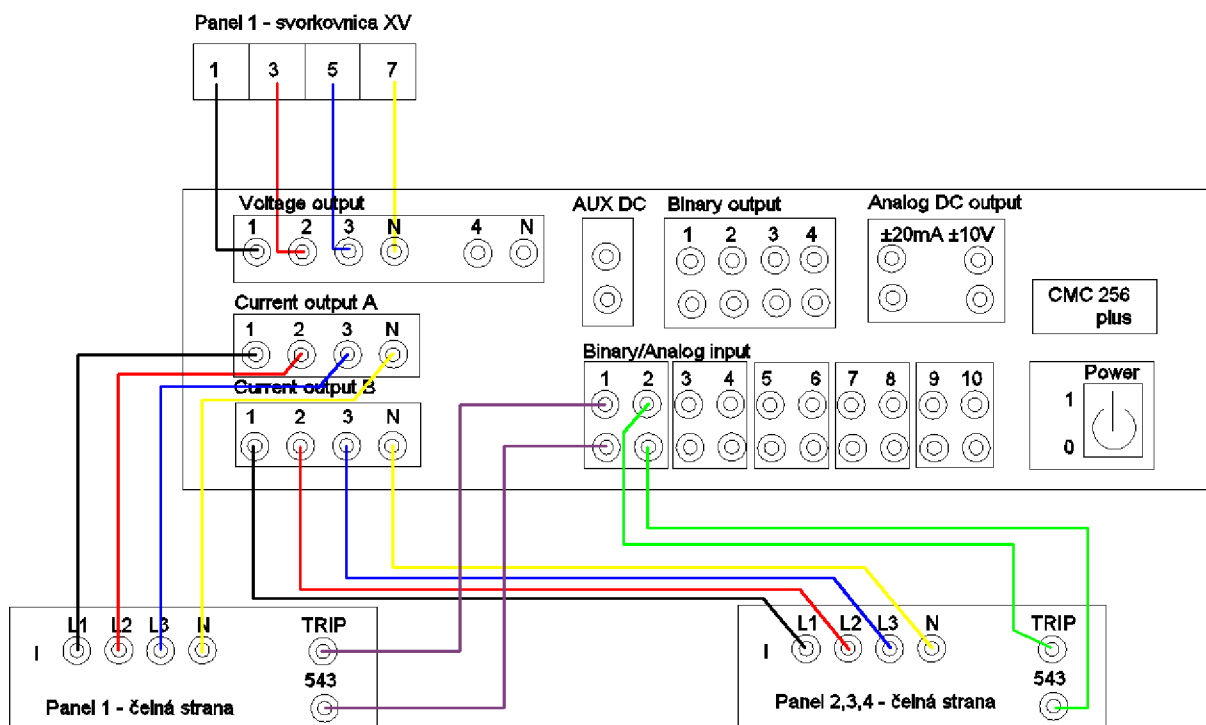 Panel 1 - svorkovnica XV
1 3 5 7
Voltage output
1 2 3 N 4 N
AUX DC
Binary output
1 2 3 4
Analog DC output
±20mA ±10V
CMC 256
plus
Current output A
1 2 3 N
Current output B
1 2 3 N
Binary/Analog input
1 2 3 4 5 6 7 8 9 10
Power
1
0
L1 L2 L3 N
I
TRIP
543
Panel 1 - čelná strana
L1 L2 L3 N
I
TRIP
543
Panel 2,3,4 - čelná strana